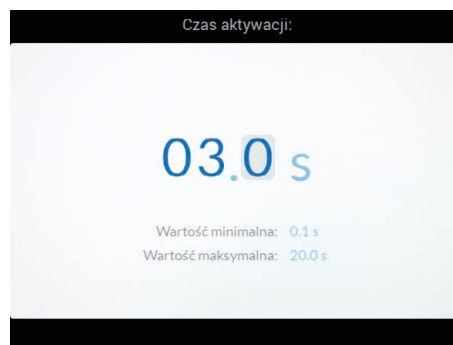 Czas aktywacji:
03.0 s
Wartość minimalna: 0.1 s
Wartość maksymalna: 20.0 s